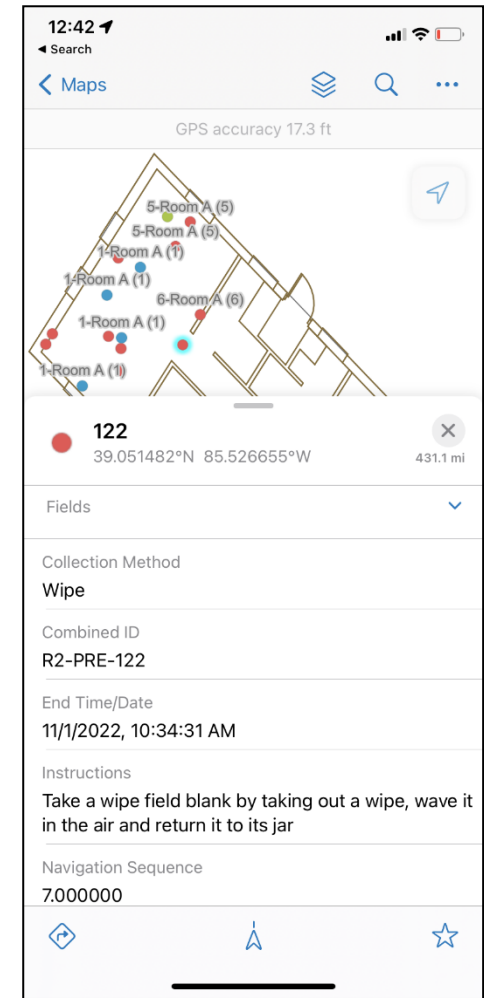 12:42
Search
Maps
GPS accuracy 17.3 ft
5-Room A (5)
5-Room A (5)
1-Room A (1)
1-Room A (1)
6-Room A (6)
1-Room A (1)
1-Room A (1)
122
39.051482°N 85.526655°W
431.1 mi
Fields
Collection Method
Wipe
Combined ID
R2-PRE-122
End Time/Date
11/1/2022, 10:34:31 AM
Instructions
Take a wipe field blank by taking out a wipe, wave it
in the air and return it to its jar
Navigation Sequence
7.000000